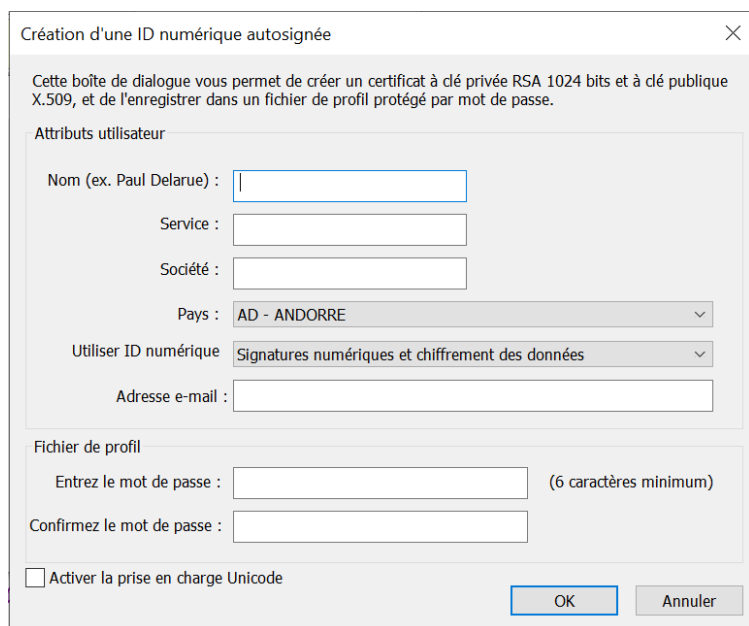 Création d'une ID numérique autosignée
Cette boîte de dialogue vous permet de créer un certificat à clé privée RSA 1024 bits et à clé publique
X.509, et de l'enregistrer dans un fichier de profil protégé par mot de passe.
Attributs utilisateur
Nom (ex. Paul Delarue) :
Service :
Société :
Pays : AD - ANDORRE
Utiliser ID numérique Signatures numériques et chiffrement des données
Adresse e-mail :
Fichier de profil
Entrez le mot de passe : (6 caractères minimum)
Confirmez le mot de passe :
Activer la prise en charge Unicode
OK Annuler